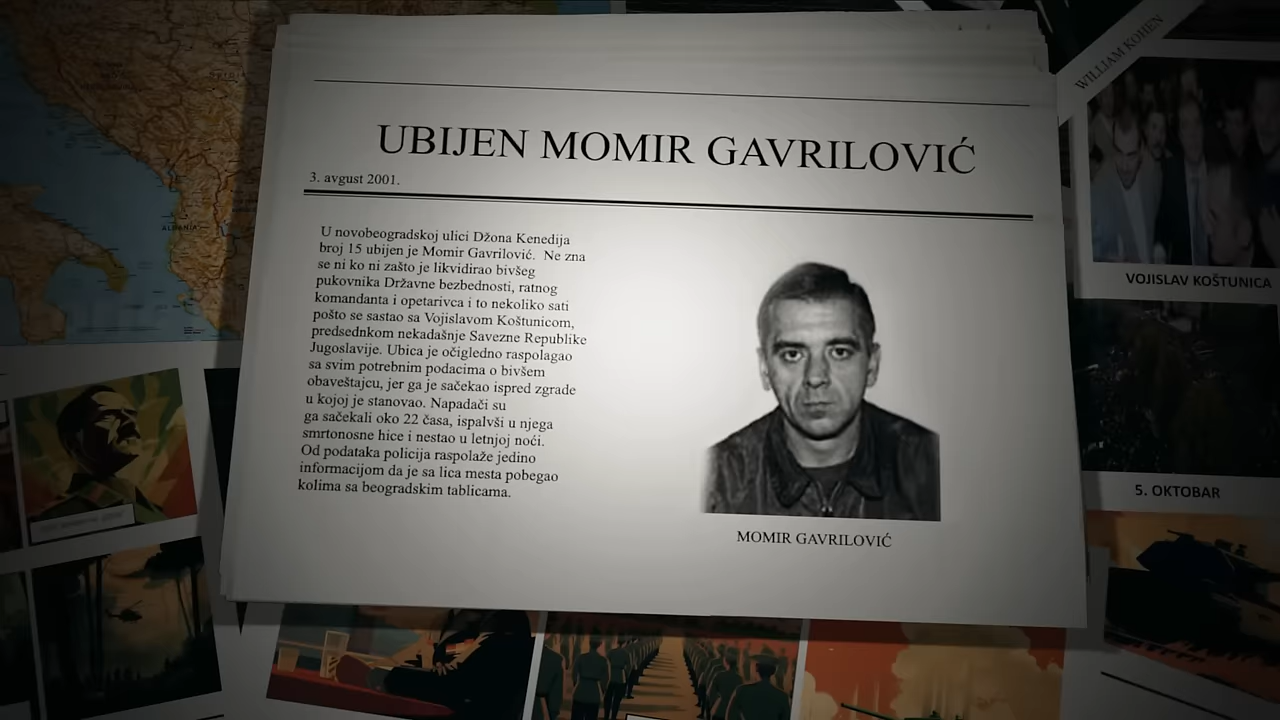 WILLIAM KOHEN
UBIJEN MOMIR GAVRILOVIĆ
3. avgust 2001.
U novobeogradskoj ulici Džona Kenedija
broj 15 ubijen je Momir Gavrilović.  Ne zna
se ni ko ni zašto je likvidirao bivšeg
pukovnika Državne bezbednosti, ratnog
komandanta i opetarivca i to nekoliko sati
pošto se sastao sa Vojislavom Koštunicom,
predsednkom nekadašnje Savezne Republike
Jugoslavije. Ubica je očigledno raspolagao
sa svim potrebnim podacima o bivšem
obaveštajcu, jer ga je sačekao ispred zgrade
u kojoj je stanovao. Napadači su
ga sačekali oko 22 časa, ispalvši u njega
smrtonosne hice i nestao u letnjoj noći.
Od podataka policija raspolaže jedino
informacijom da je sa lica mesta pobegao
kolima sa beogradskim tablicama.
MOMIR GAVRILOVIĆ
VOJISLAV KOŠTUNICA
5. OKTOBAR
ALBANIA